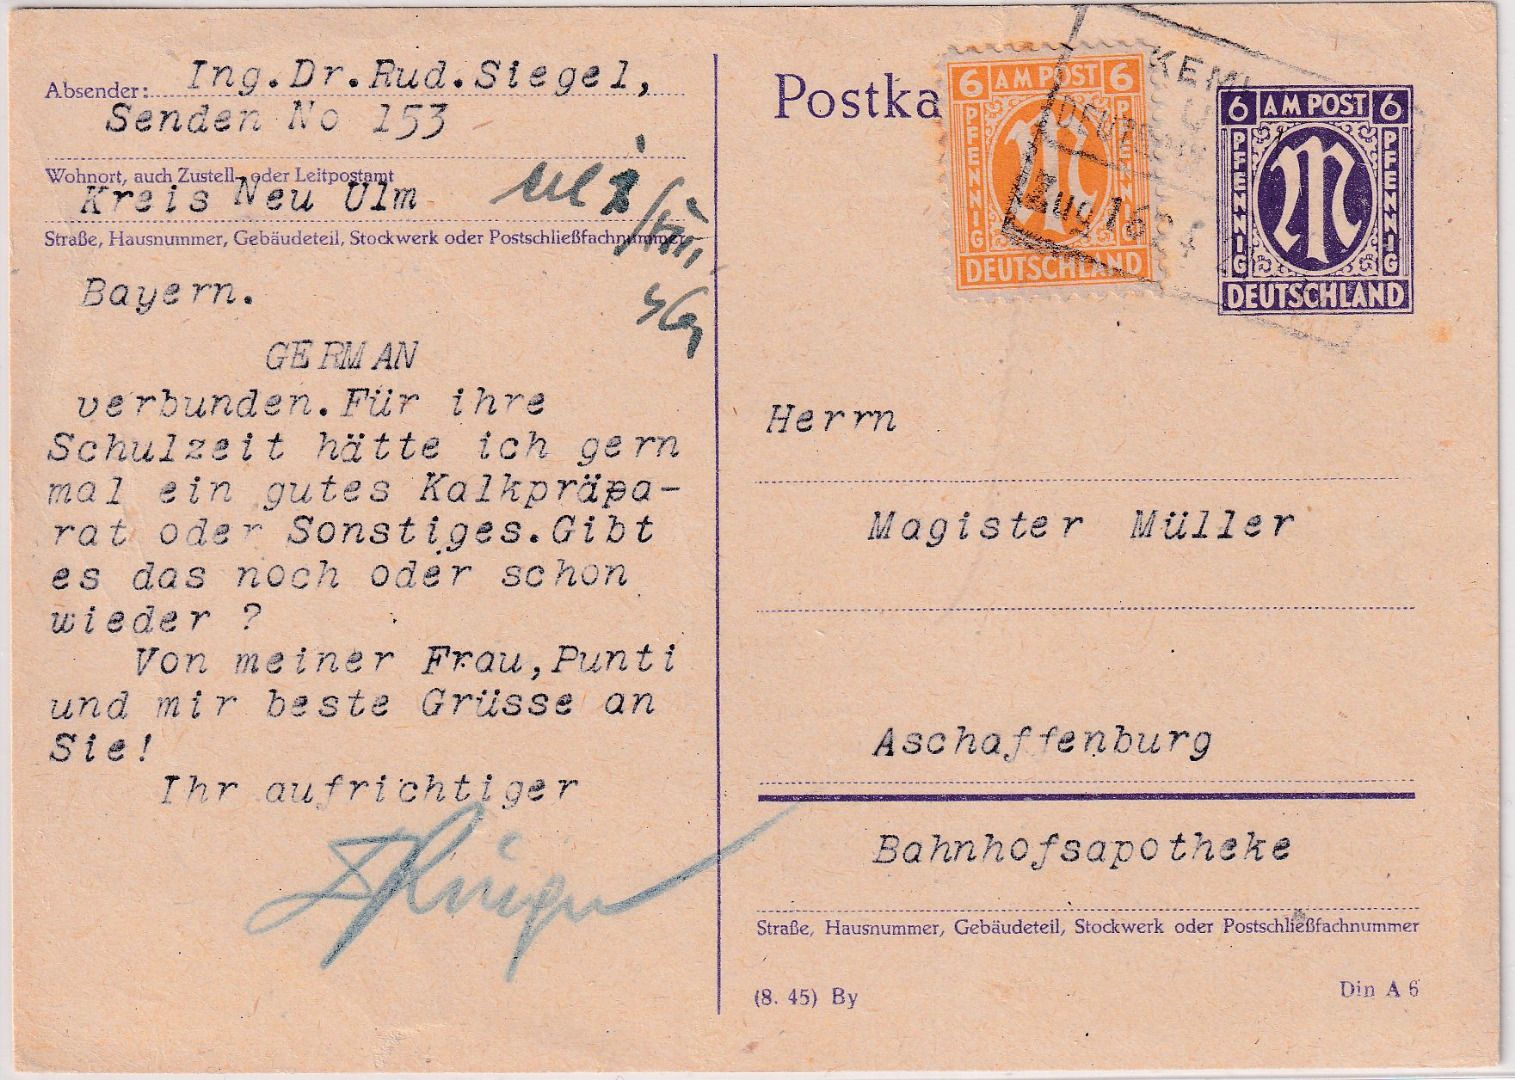 Absender: Ing.Dr.Rud.Siegel,
Senden No 153
Wohnort, auch Zustell- oder Leitpostamt
Kreis Neu Ulm
Straße, Hausnummer, Gebäudeteil, Stockwerk oder Postschließfachnummer
Bayern.
GERMAN
verbunden.Für ihre
Schulzeit hätte ich gern
mal ein gutes Kalkpräpa-
rat oder Sonstiges.Gibt
es das noch oder schon
wieder ?
Von meiner Frau,Punti
und mir beste Grüsse an
Sie!
Ihr aufrichtiger
Postka
6 AM POST 6
PFENNIG
PFENNIG
DEUTSCHLAND
Zug 16
6 AM POST 6
PFENNIG
PFENNIG
DEUTSCHLAND
Herrn
Magister Müller
Aschaffenburg
Bahnhofsapotheke
Straße, Hausnummer, Gebäudeteil, Stockwerk oder Postschließfachnummer
(8. 45) By
Din A 6